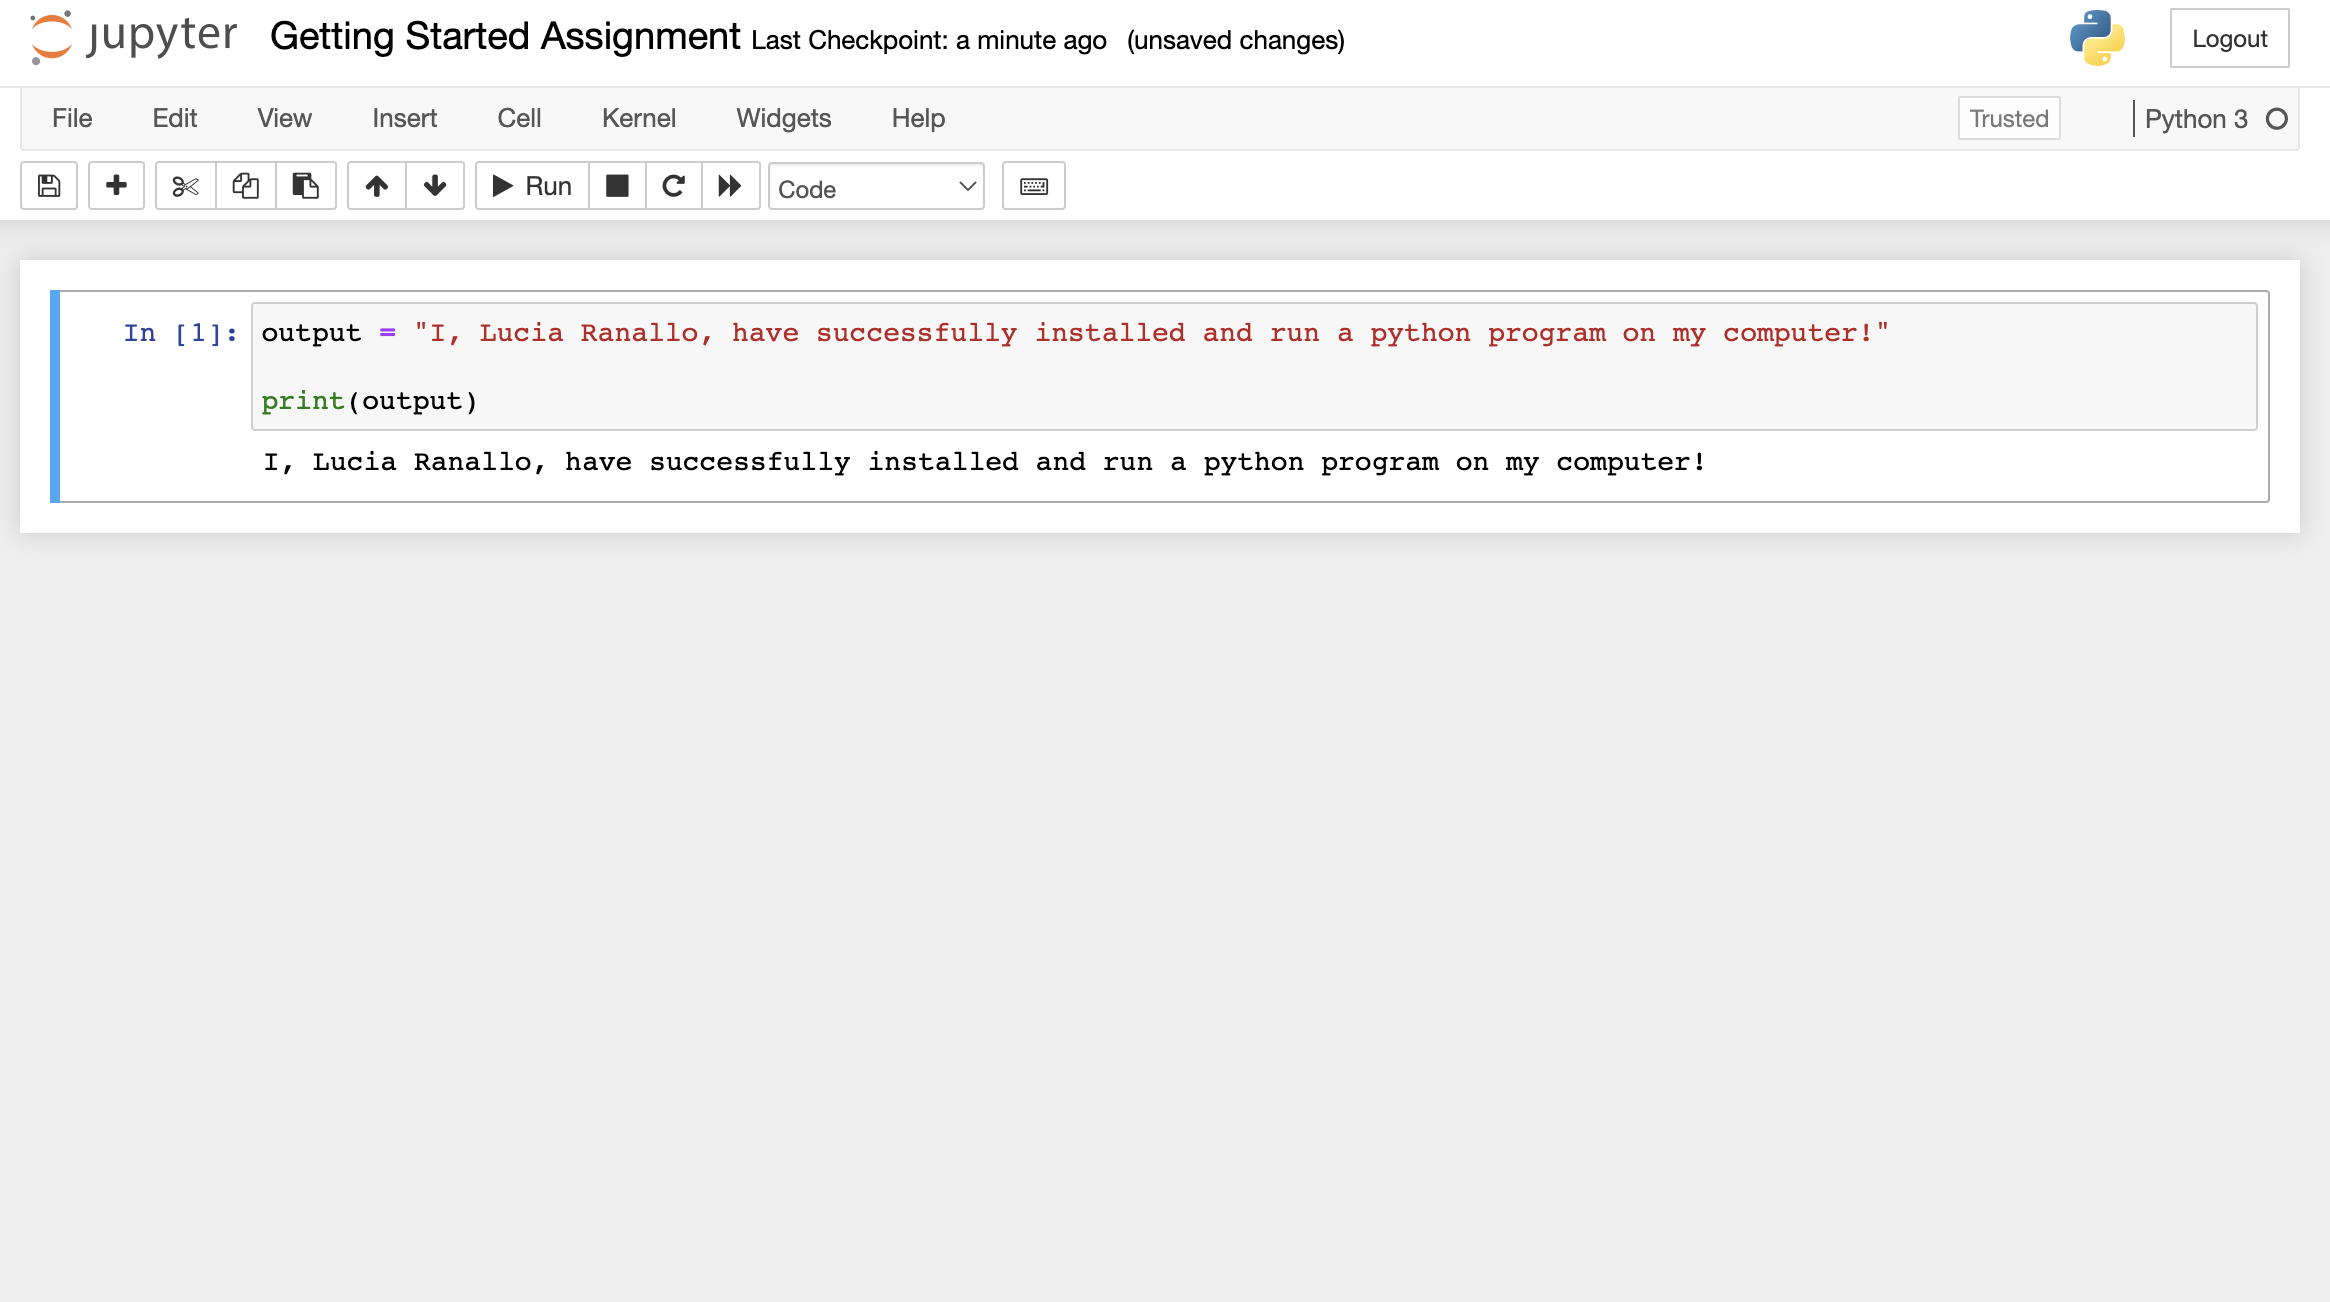 jupyter Getting Started Assignment Last Checkpoint: a minute ago (unsaved changes) Logout
File Edit View Insert Cell Kernel Widgets Help Trusted Python 3
Run Code
In [1]: output = "I, Lucia Ranallo, have successfully installed and run a python program on my computer!"
print(output)
I, Lucia Ranallo, have successfully installed and run a python program on my computer!